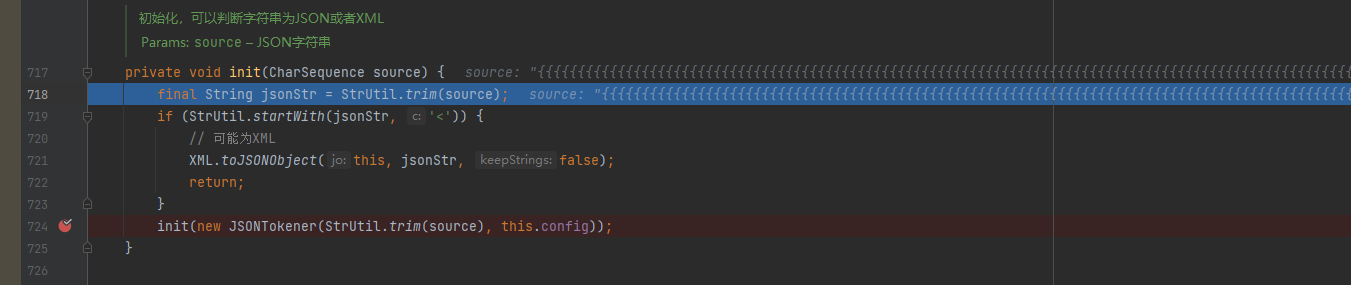 初始化，可以判断字符串为JSON或者XML
Params: source – JSON字符串
717 private void init(CharSequence source) { source: "{{{{{{{{{{{{{{{{{{{{{{{{{{{{{{{{{{{{{{{{{{{{{{{{{{{{{{{{{{{{{{{{{{{{{{{{{{{{{{{{{{{{{{{{{{{{{{{{{{{{{{
718 final String jsonStr = StrUtil.trim(source); source: "{{{{{{{{{{{{{{{{{{{{{{{{{{{{{{{{{{{{{{{{{{{{{{{{{{{{{{{{{{{{{{{{{{{{{{{{{{{{{{{{{{{{{{{{{{{{{{
719 if (StrUtil.startWith(jsonStr, c: '<')) {
720 // 可能为XML
721 XML.toJSONObject(jo: this, jsonStr, keepStrings: false);
722 return;
723 }
724 init(new JSONTokener(StrUtil.trim(source), this.config));
725 }
726